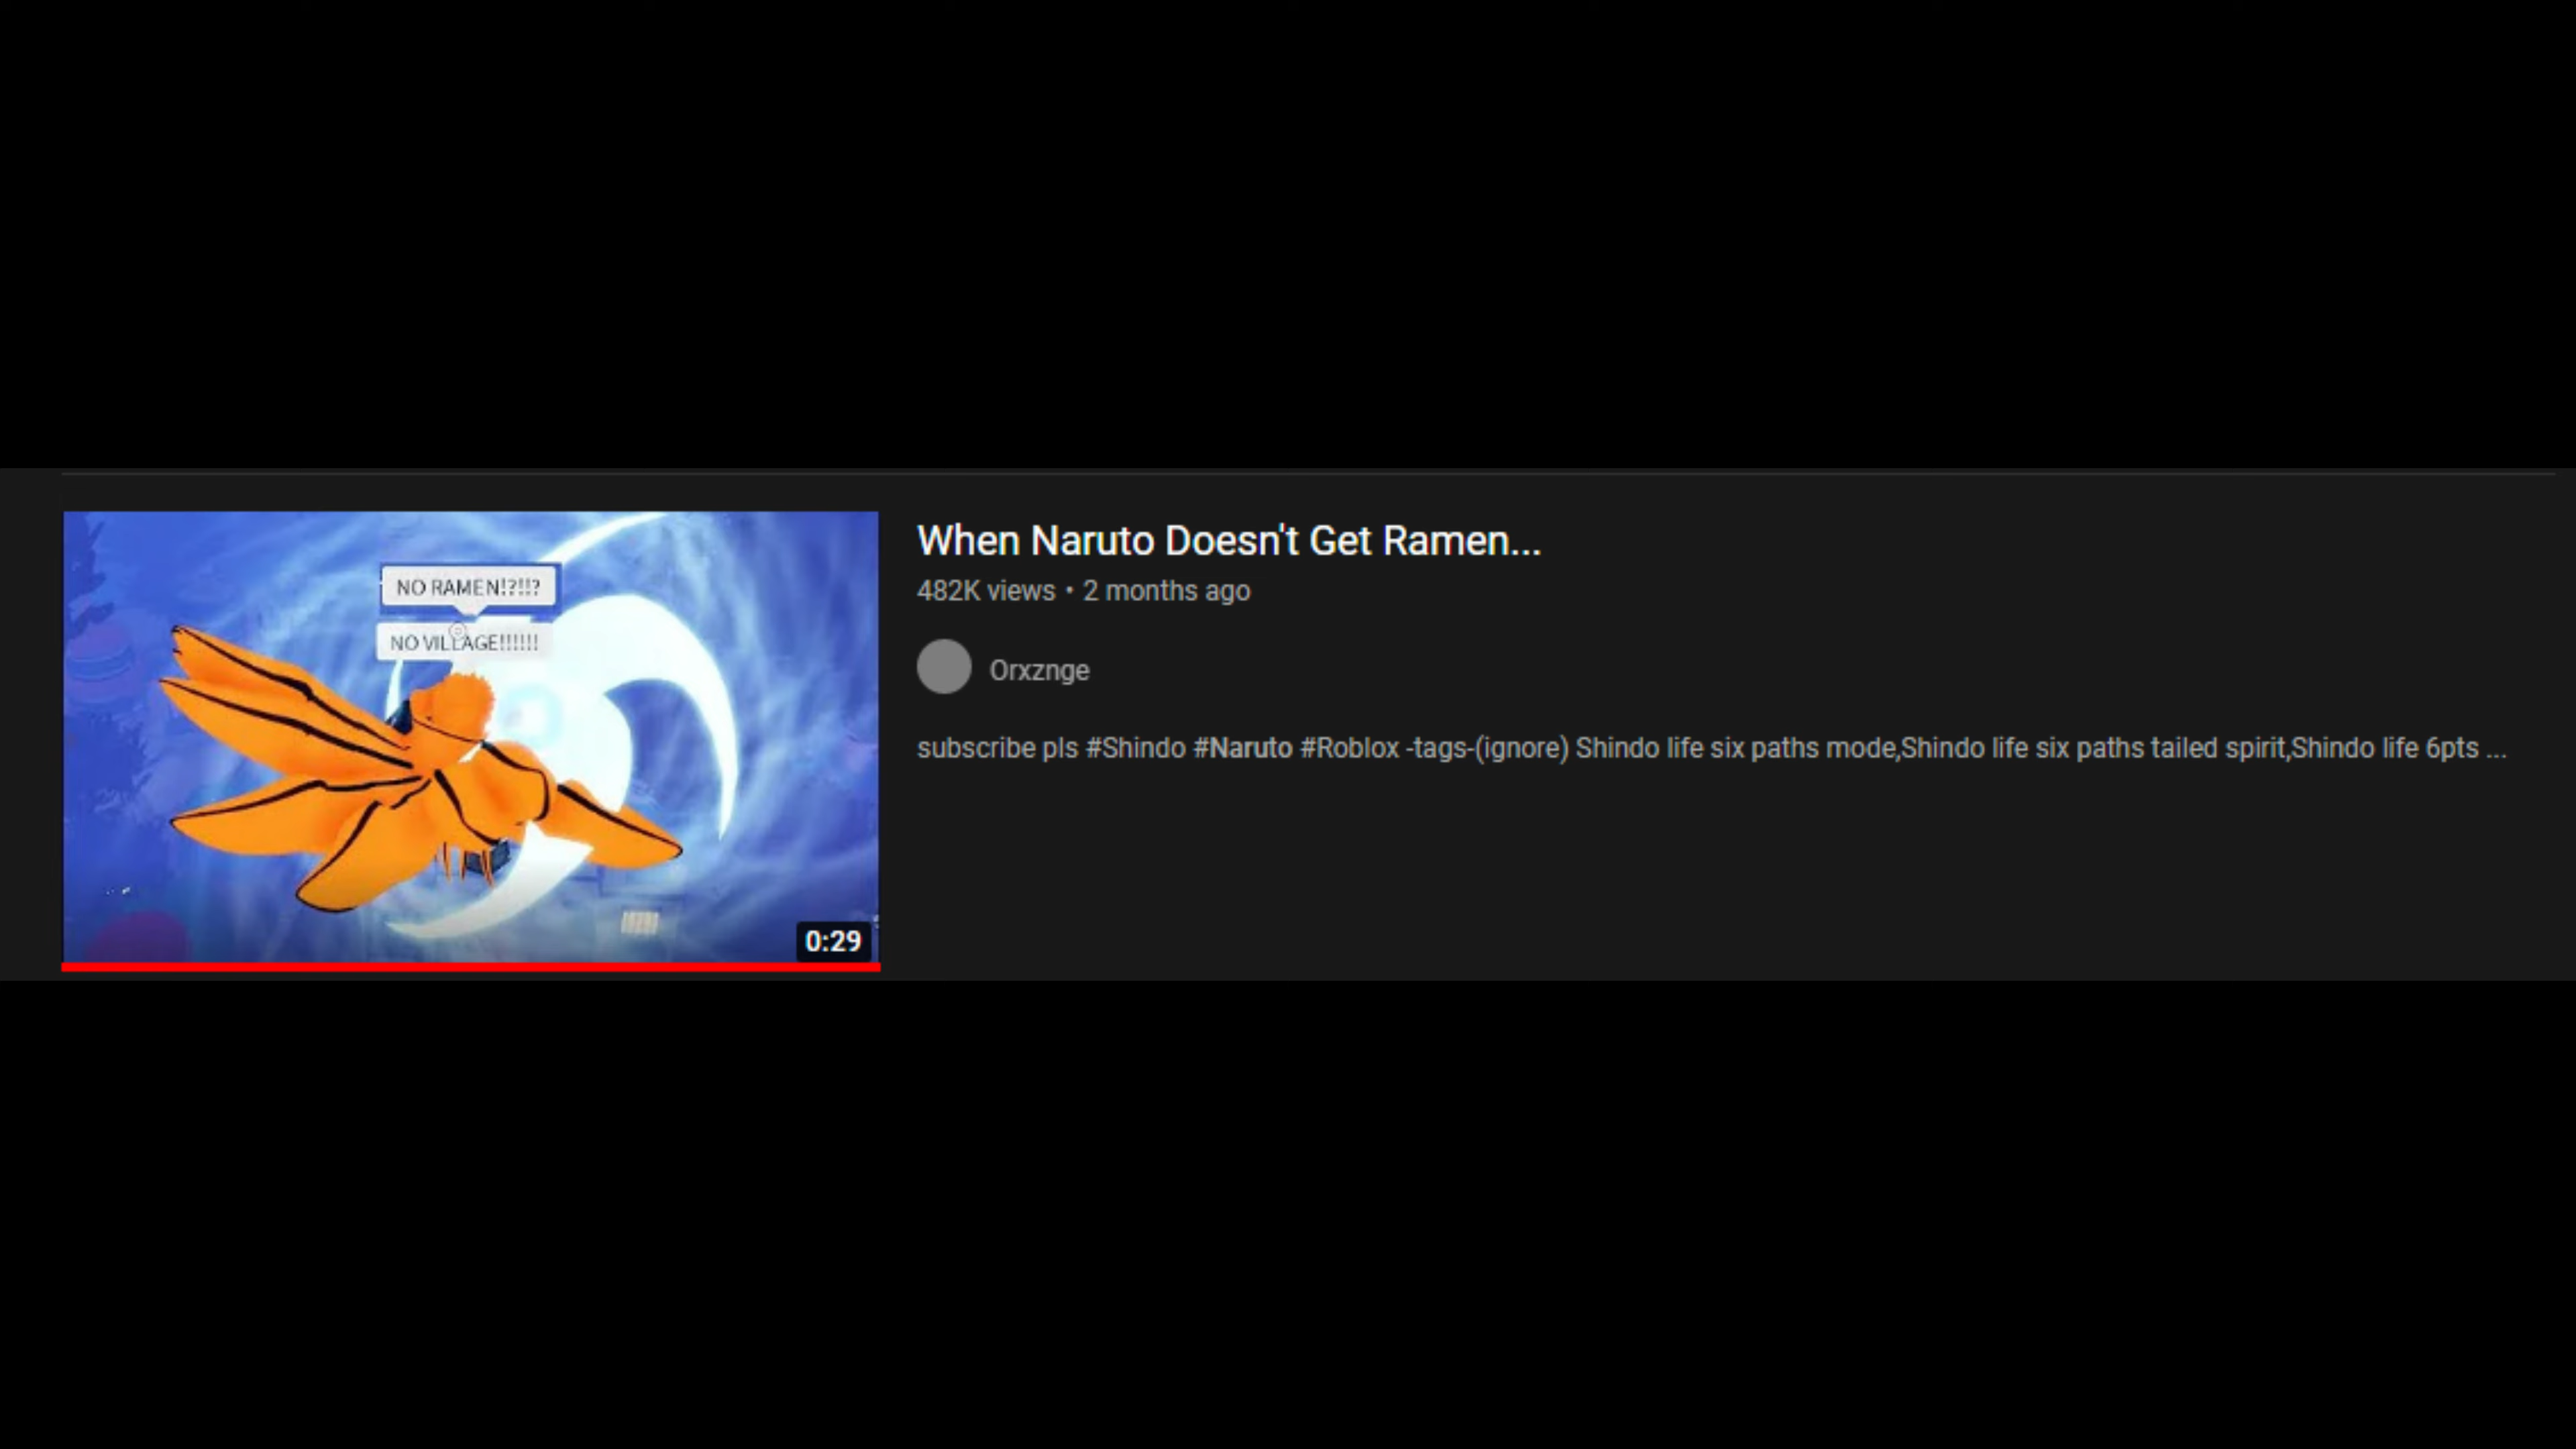 NO RAMEN!?!!?
NO VILLAGE!!!!!!
0:29
When Naruto Doesn't Get Ramen...
482K views • 2 months ago
Orxznge
subscribe pls #Shindo #Naruto #Roblox -tags-(ignore) Shindo life six paths mode,Shindo life six paths tailed spirit,Shindo life 6pts ...